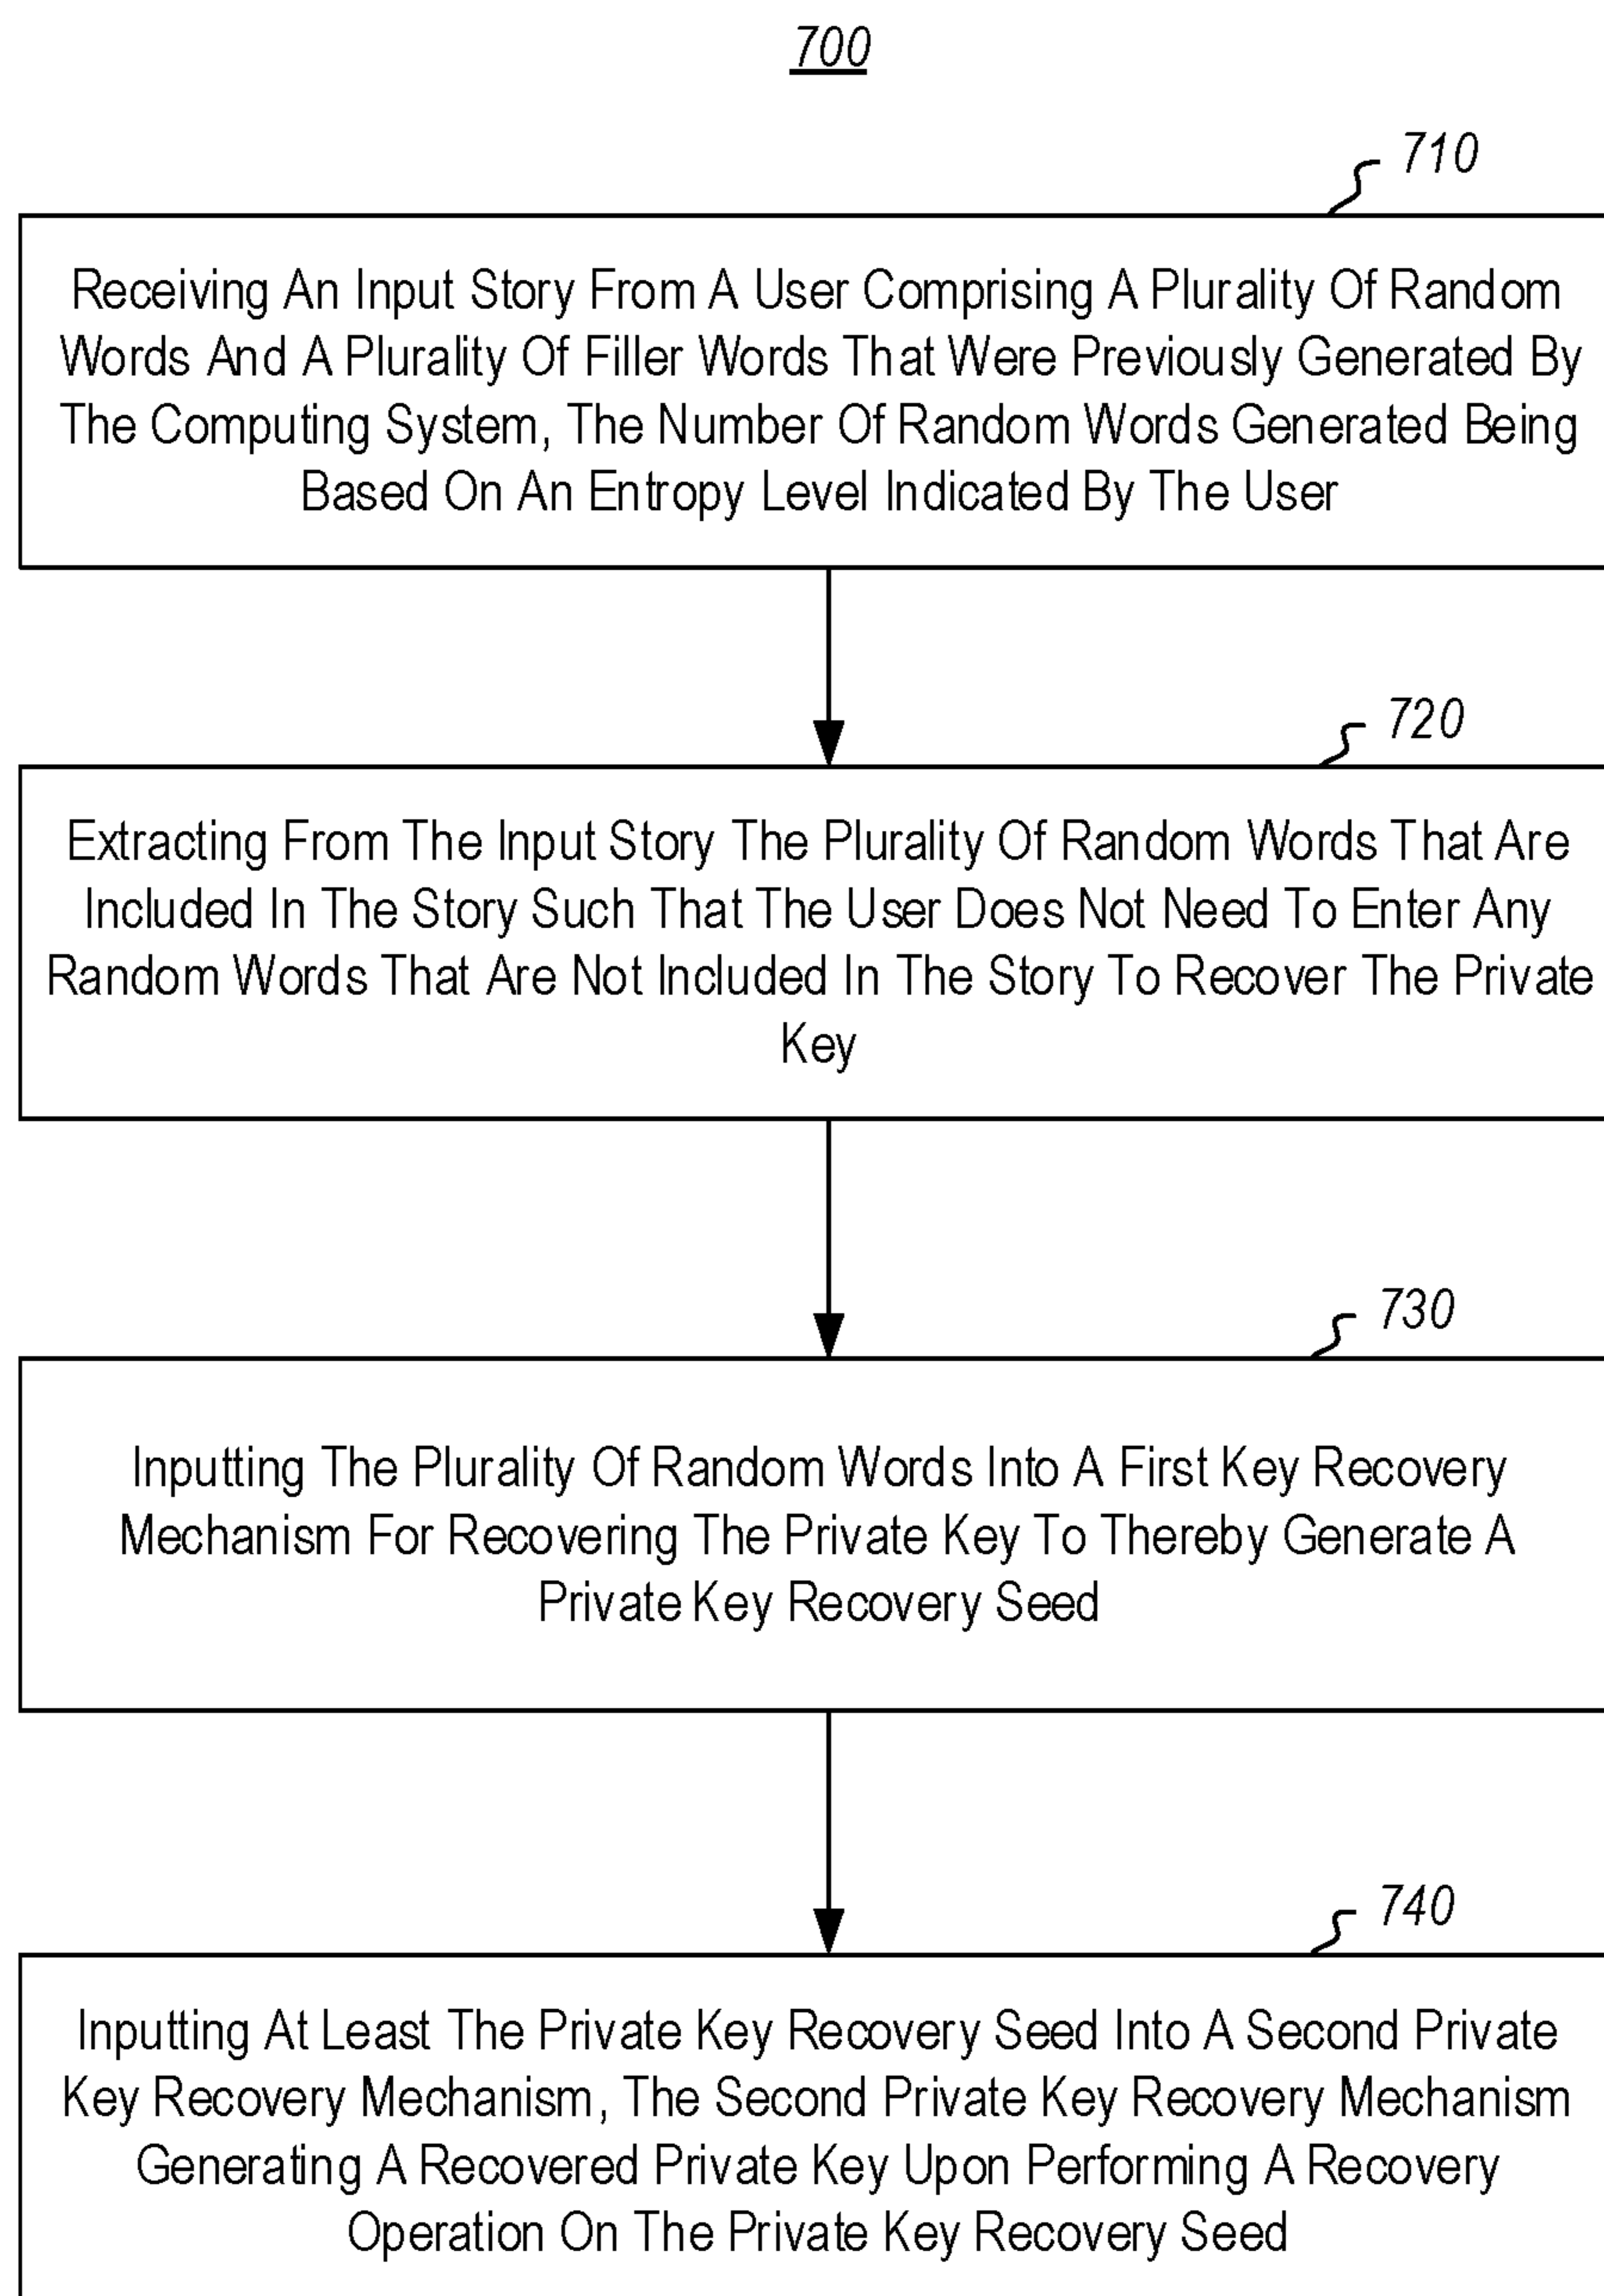 700
710
Receiving An Input Story From A User Comprising A Plurality Of Random
Words And A Plurality Of Filler Words That Were Previously Generated By
The Computing System, The Number Of Random Words Generated Being
Based On An Entropy Level Indicated By The User
720
Extracting From The Input Story The Plurality Of Random Words That Are
Included In The Story Such That The User Does Not Need To Enter Any
Random Words That Are Not Included In The Story To Recover The Private
Key
730
Inputting The Plurality Of Random Words Into A First Key Recovery
Mechanism For Recovering The Private Key To Thereby Generate A
Private Key Recovery Seed
740
Inputting At Least The Private Key Recovery Seed Into A Second Private
Key Recovery Mechanism, The Second Private Key Recovery Mechanism
Generating A Recovered Private Key Upon Performing A Recovery
Operation On The Private Key Recovery Seed